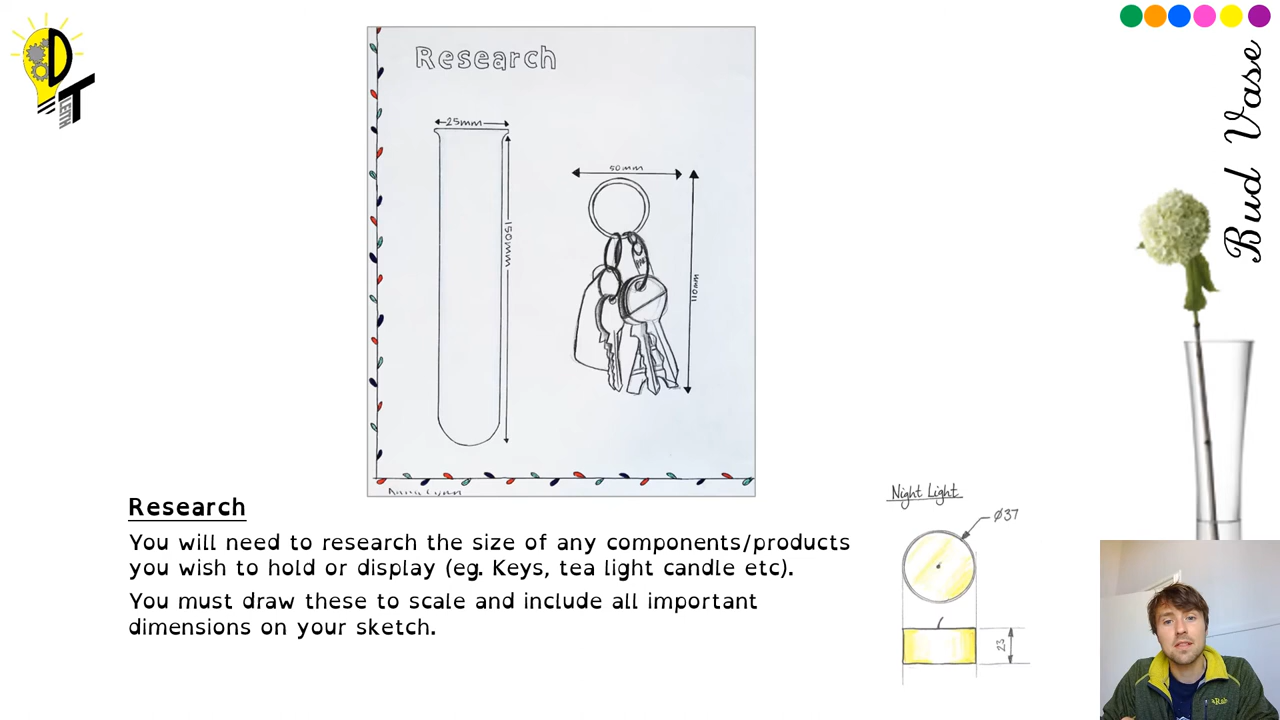 DT
LEITH
Research
25mm
150mm
50mm
110mm
Bud Vase
Research
You will need to research the size of any components/products
you wish to hold or display (eg. Keys, tea light candle etc).
You must draw these to scale and include all important
dimensions on your sketch.
Night Light
Ø37
23